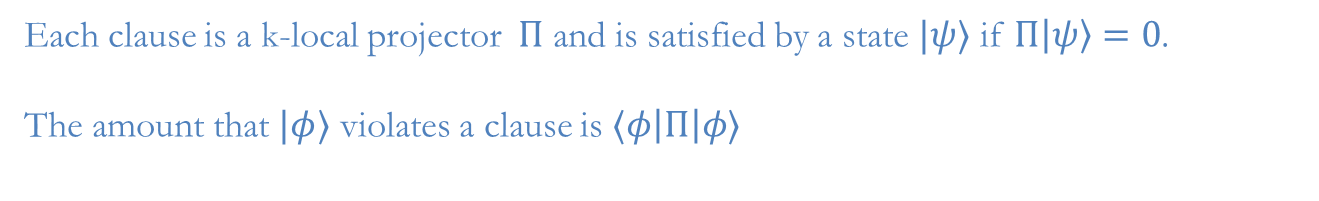 Each clause is a k-local projector Π and is satisfied by a state |ψ⟩ if Π|ψ⟩ = 0.
The amount that |ϕ⟩ violates a clause is ⟨ϕ|Π|ϕ⟩